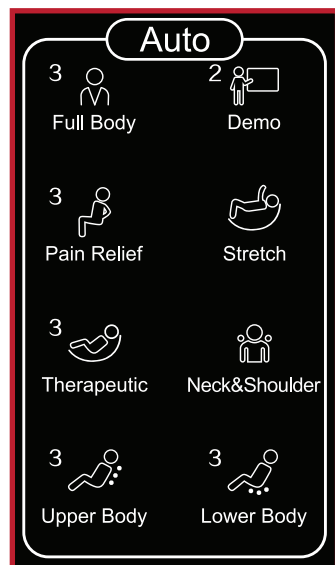 Auto
3 2
Full Body Demo
3
Pain Relief Stretch
3
Therapeutic Neck&Shoulder
3 3
Upper Body Lower Body